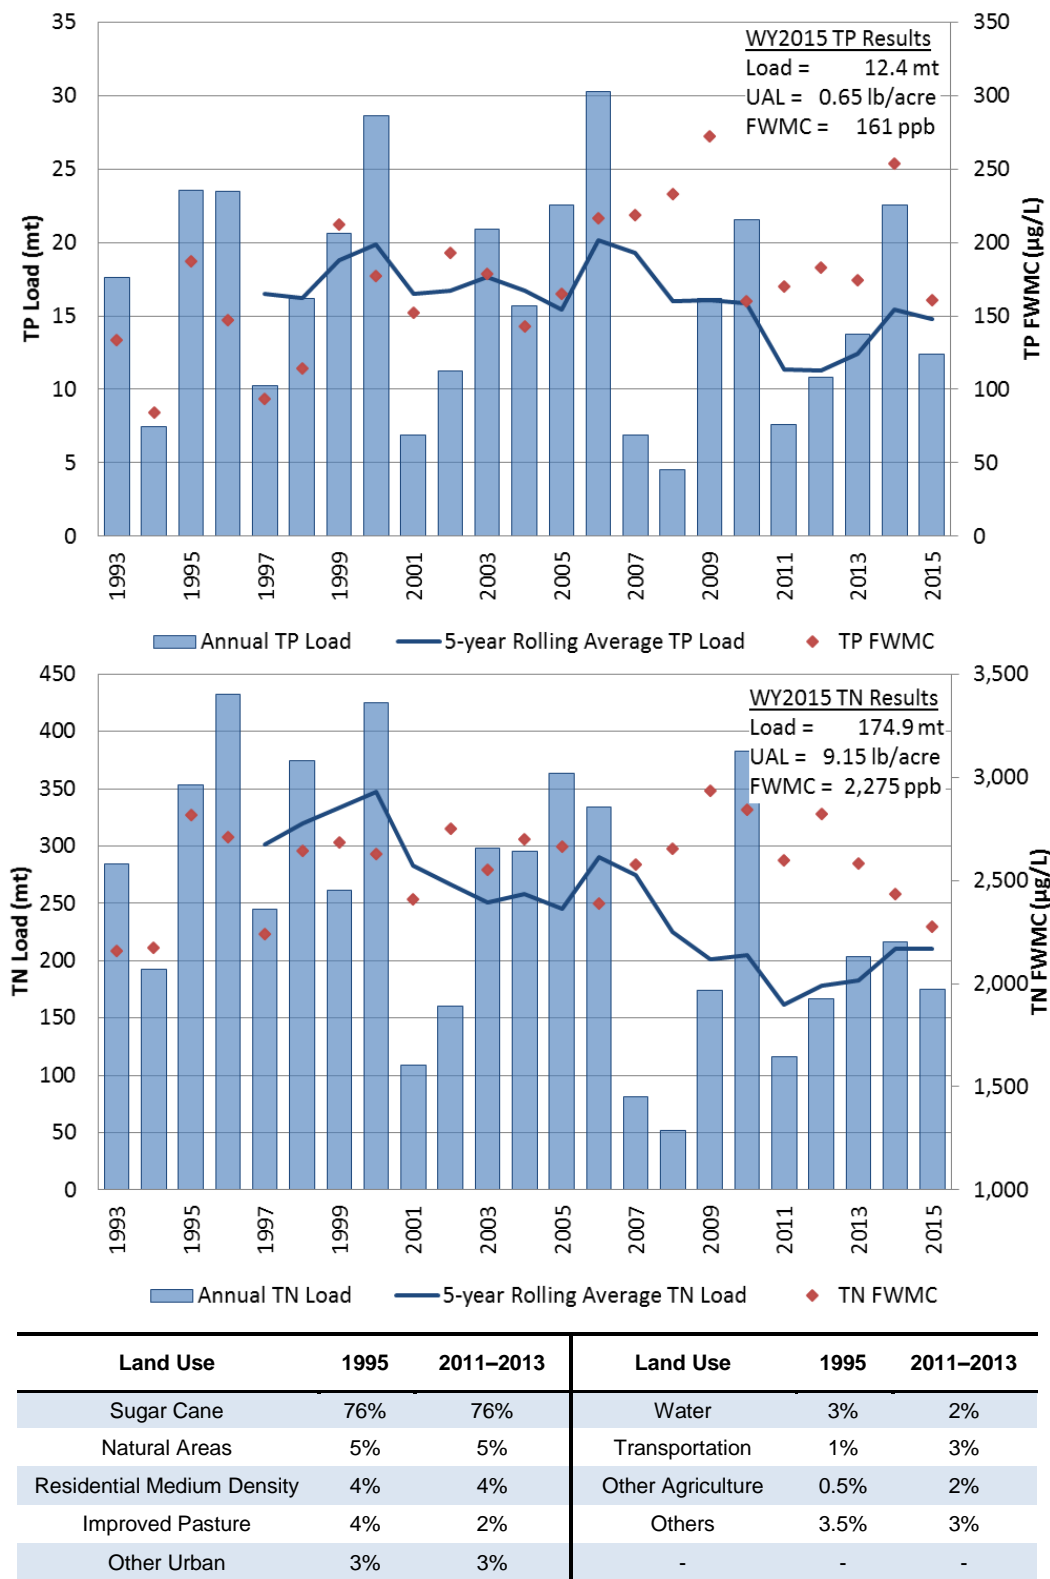 35
30
25
20
15
10
5
0
TP Load (mt)
350
300
250
200
150
100
50
0
TP FWMC (µg/L)
WY2015 TP Results
Load = 12.4 mt
UAL = 0.65 lb/acre
FWMC = 161 ppb
1993 1995 1997 1999 2001 2003 2005 2007 2009 2011 2013 2015
Annual TP Load 5-year Rolling Average TP Load TP FWMC
450
400
350
300
250
200
150
100
50
0
TN Load (mt)
3,500
3,000
2,500
2,000
1,500
1,000
TN FWMC (µg/L)
WY2015 TN Results
Load = 174.9 mt
UAL = 9.15 lb/acre
FWMC = 2,275 ppb
1993 1995 1997 1999 2001 2003 2005 2007 2009 2011 2013 2015
Annual TN Load 5-year Rolling Average TN Load TN FWMC
Land Use 1995 2011–2013 Land Use 1995 2011–2013
Sugar Cane 76% 76% Water 3% 2%
Natural Areas 5% 5% Transportation 1% 3%
Residential Medium Density 4% 4% Other Agriculture 0.5% 2%
Improved Pasture 4% 2% Others 3.5% 3%
Other Urban 3% 3% - - -